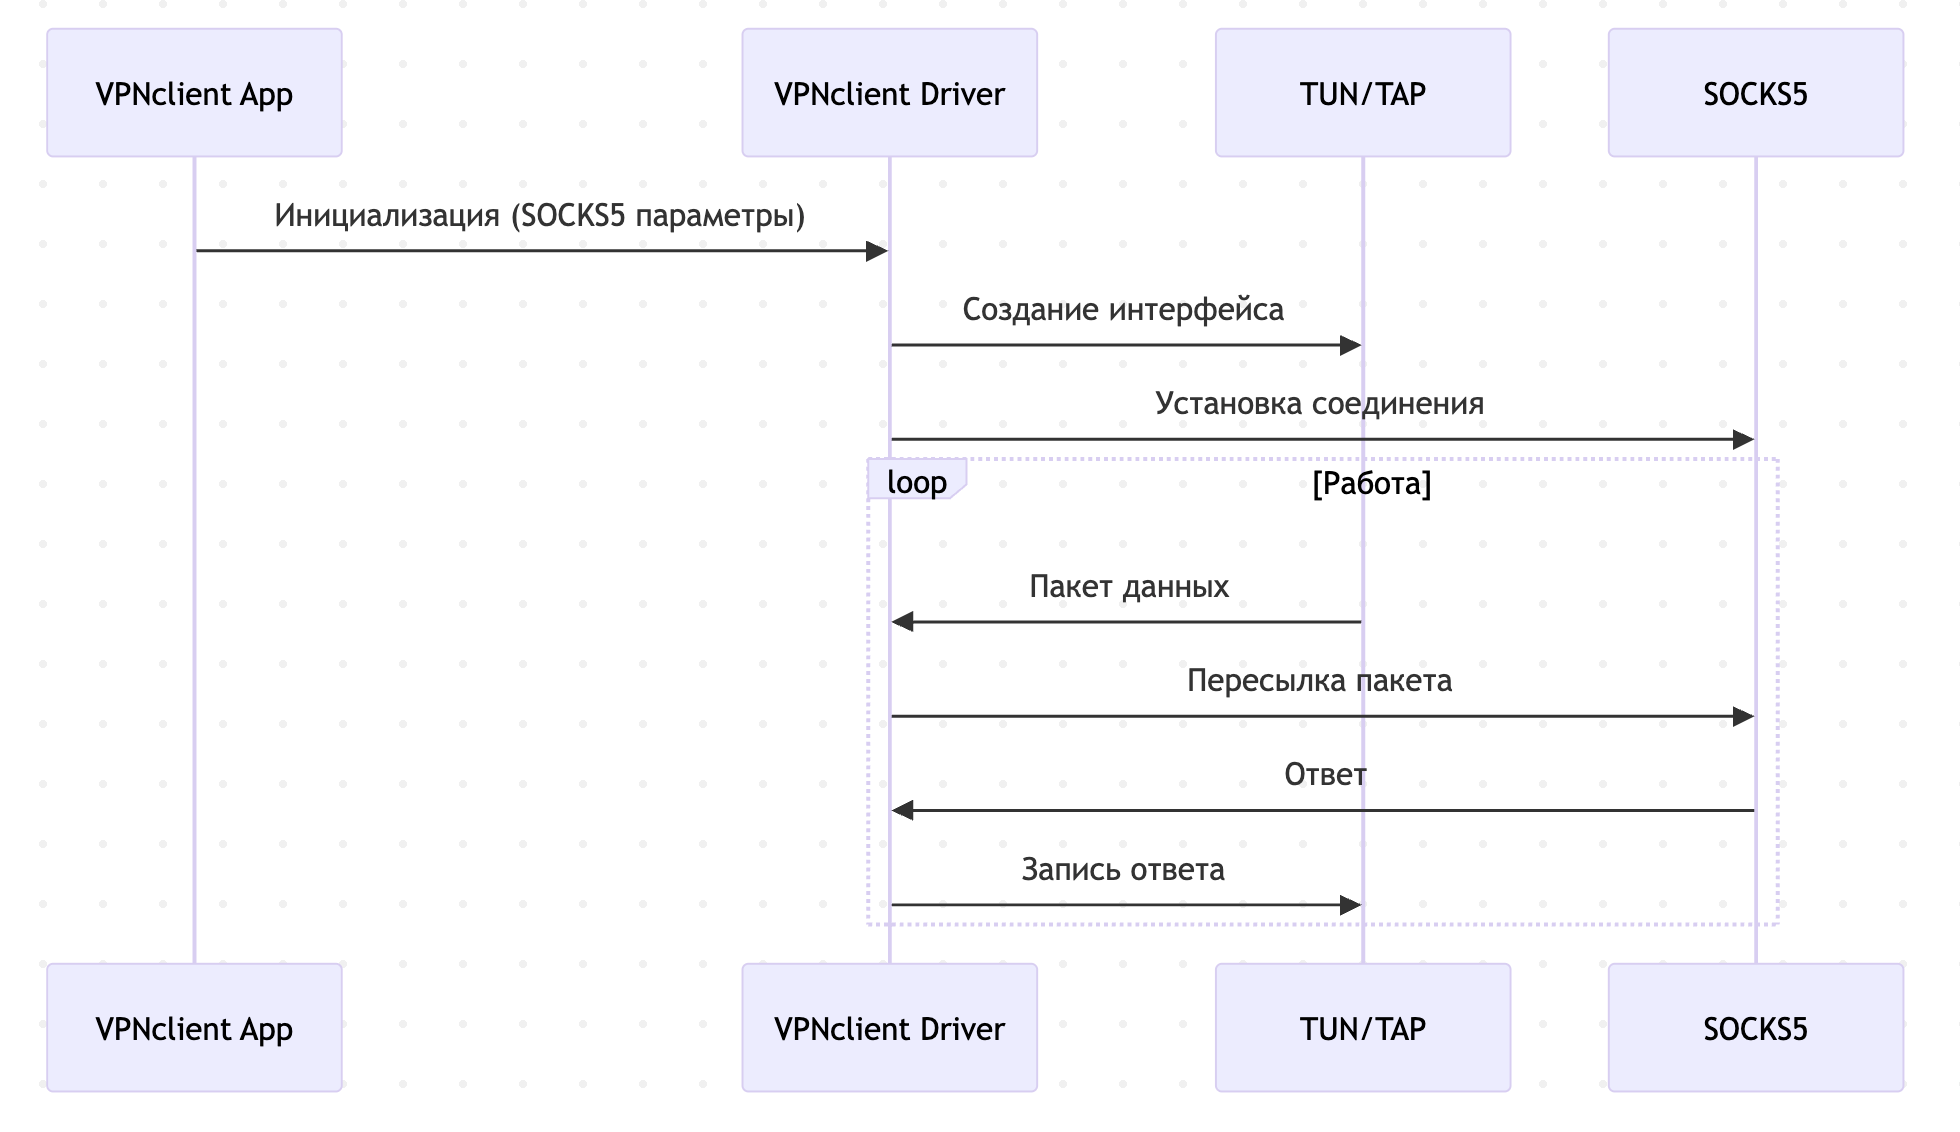 VPNclient App
VPNclient Driver
TUN/TAP
SOCKS5
Инициализация (SOCKS5 параметры)
Создание интерфейса
Установка соединения
loop
[Работа]
Пакет данных
Пересылка пакета
Ответ
Запись ответа
VPNclient App
VPNclient Driver
TUN/TAP
SOCKS5